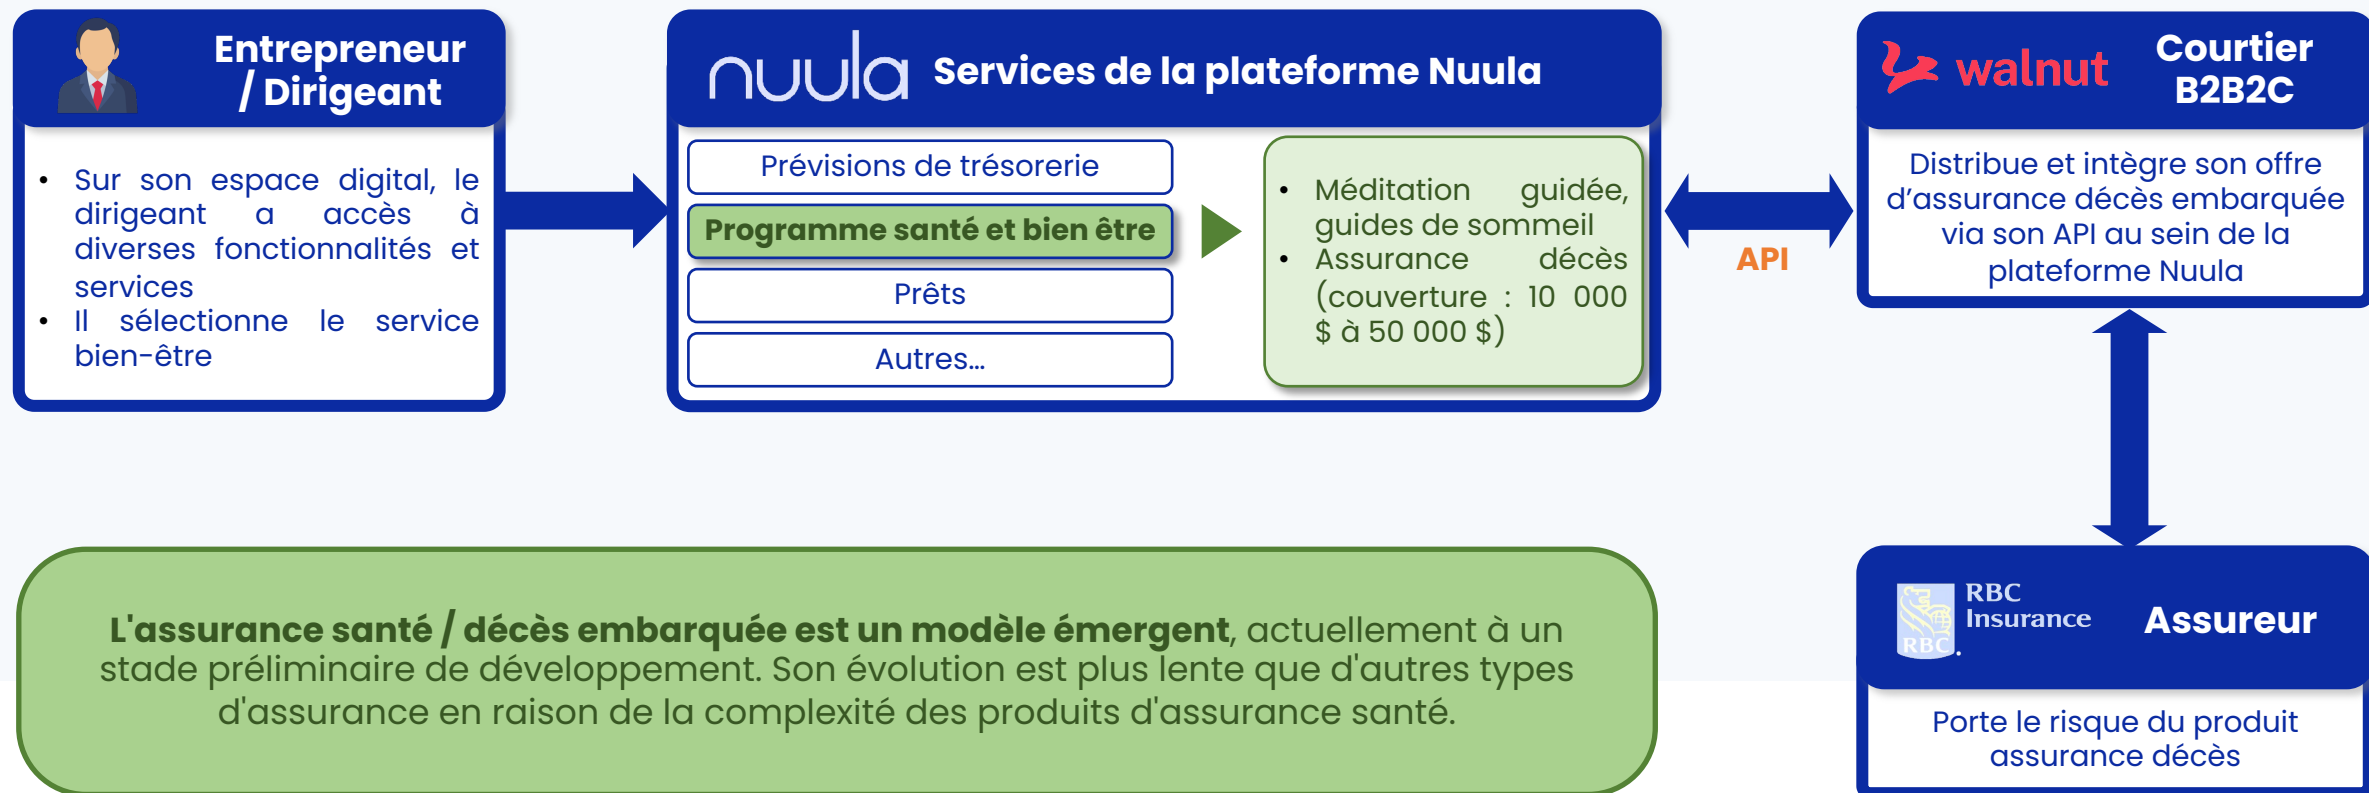 Entrepreneur
/ Dirigeant
• Sur son espace digital, le
dirigeant a accès à
diverses fonctionnalités et
services
• Il sélectionne le service
bien-être
nuula Services de la plateforme Nuula
Prévisions de trésorerie
Programme santé et bien être
Prêts
Autres...
• Méditation guidée,
guides de sommeil
• Assurance décès
(couverture : 10 000
$ à 50 000 $)
API
walnut
Courtier
B2B2C
Distribue et intègre son offre
d’assurance décès embarquée
via son API au sein de la
plateforme Nuula
L'assurance santé / décès embarquée est un modèle émergent, actuellement à un
stade préliminaire de développement. Son évolution est plus lente que d'autres types
d'assurance en raison de la complexité des produits d'assurance santé.
RBC
RBC
Insurance
Assureur
Porte le risque du produit
assurance décès